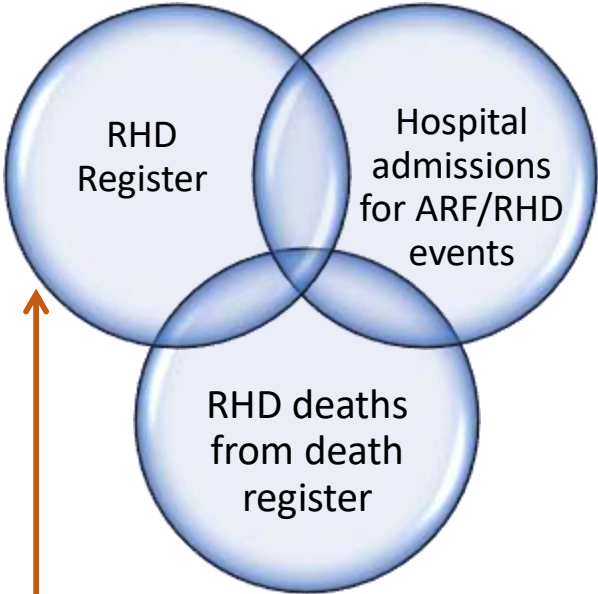 RHD
Register
Hospital
admissions
for ARF/RHD
events
RHD deaths
from death
register